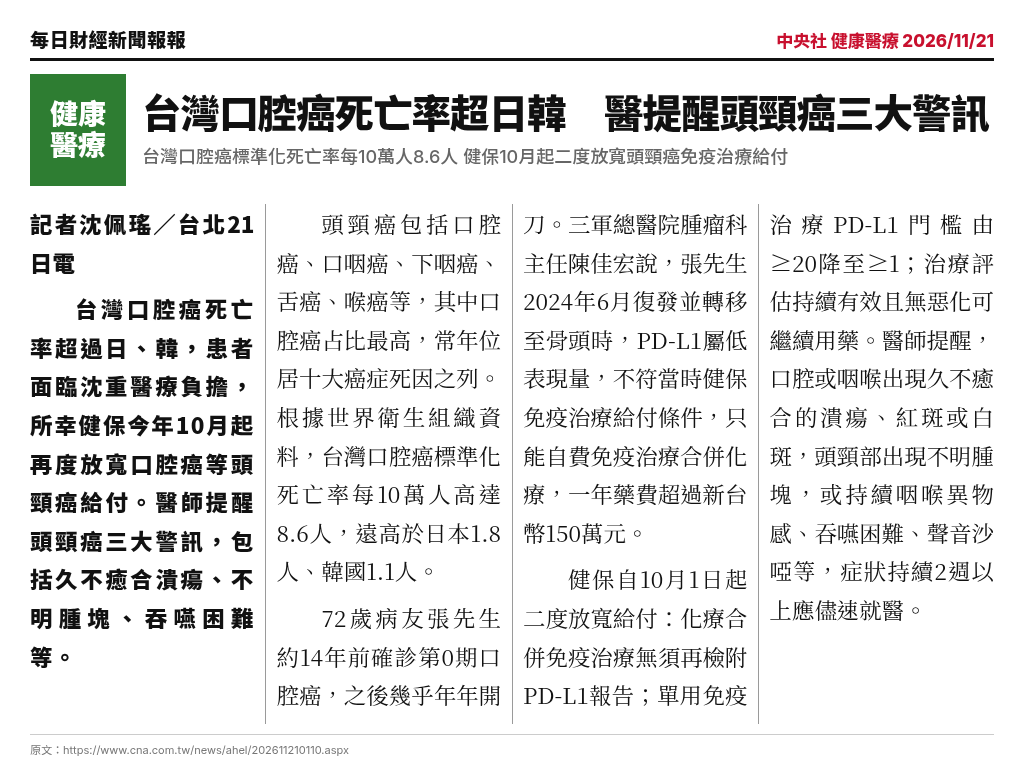 每日財經新聞報報
中央社 健康醫療 2026/11/21
健康
醫療
台灣口腔癌死亡率超日韓　醫提醒頭頸癌三大警訊
台灣口腔癌標準化死亡率每10萬人8.6人 健保10月起二度放寬頭頸癌免疫治療給付
記者沈佩瑤／台北21
日電
台灣口腔癌死亡
率超過日、韓，患者
面臨沈重醫療負擔，
所幸健保今年10月起
再度放寬口腔癌等頭
頸癌給付。醫師提醒
頭頸癌三大警訊，包
括久不癒合潰瘍、不
明腫塊、吞嚥困難
等。
頭頸癌包括口腔
癌、口咽癌、下咽癌、
舌癌、喉癌等，其中口
腔癌占比最高，常年位
居十大癌症死因之列。
根據世界衛生組織資
料，台灣口腔癌標準化
死亡率每10萬人高達
8.6人，遠高於日本1.8
人、韓國1.1人。
72歲病友張先生
約14年前確診第0期口
腔癌，之後幾乎年年開
刀。三軍總醫院腫瘤科
主任陳佳宏說，張先生
2024年6月復發並轉移
至骨頭時，PD-L1屬低
表現量，不符當時健保
免疫治療給付條件，只
能自費免疫治療合併化
療，一年藥費超過新台
幣150萬元。
健保自10月1日起
二度放寬給付：化療合
併免疫治療無須再檢附
PD-L1報告；單用免疫
治療PD-L1門檻由
≥20降至≥1；治療評
估持續有效且無惡化可
繼續用藥。醫師提醒，
口腔或咽喉出現久不癒
合的潰瘍、紅斑或白
斑，頭頸部出現不明腫
塊，或持續咽喉異物
感、吞嚥困難、聲音沙
啞等，症狀持續2週以
上應儘速就醫。
原文：https://www.cna.com.tw/news/ahel/202611210110.aspx